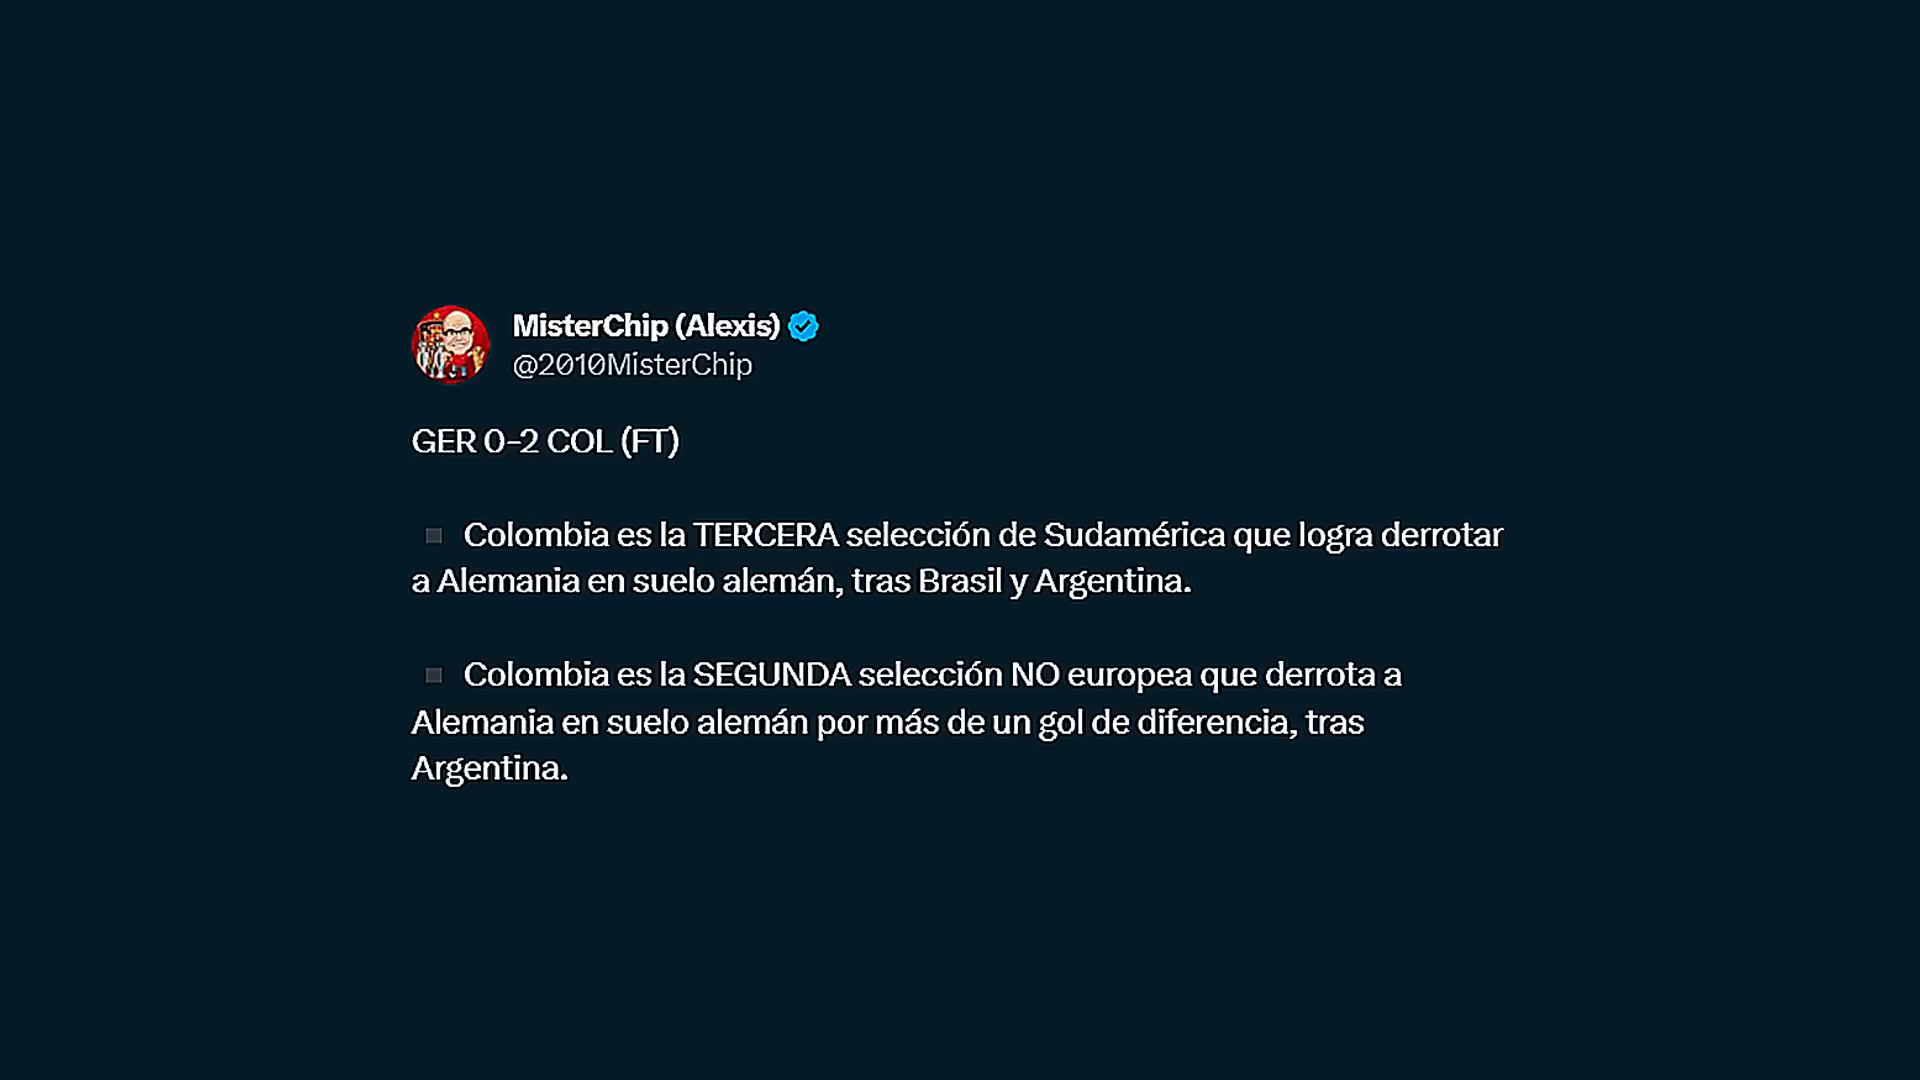 MisterChip (Alexis)
@2010MisterChip
GER 0-2 COL (FT)
▪ Colombia es la TERCERA selección de Sudamérica que logra derrotar
a Alemania en suelo alemán, tras Brasil y Argentina.
▪ Colombia es la SEGUNDA selección NO europea que derrota a
Alemania en suelo alemán por más de un gol de diferencia, tras
Argentina.